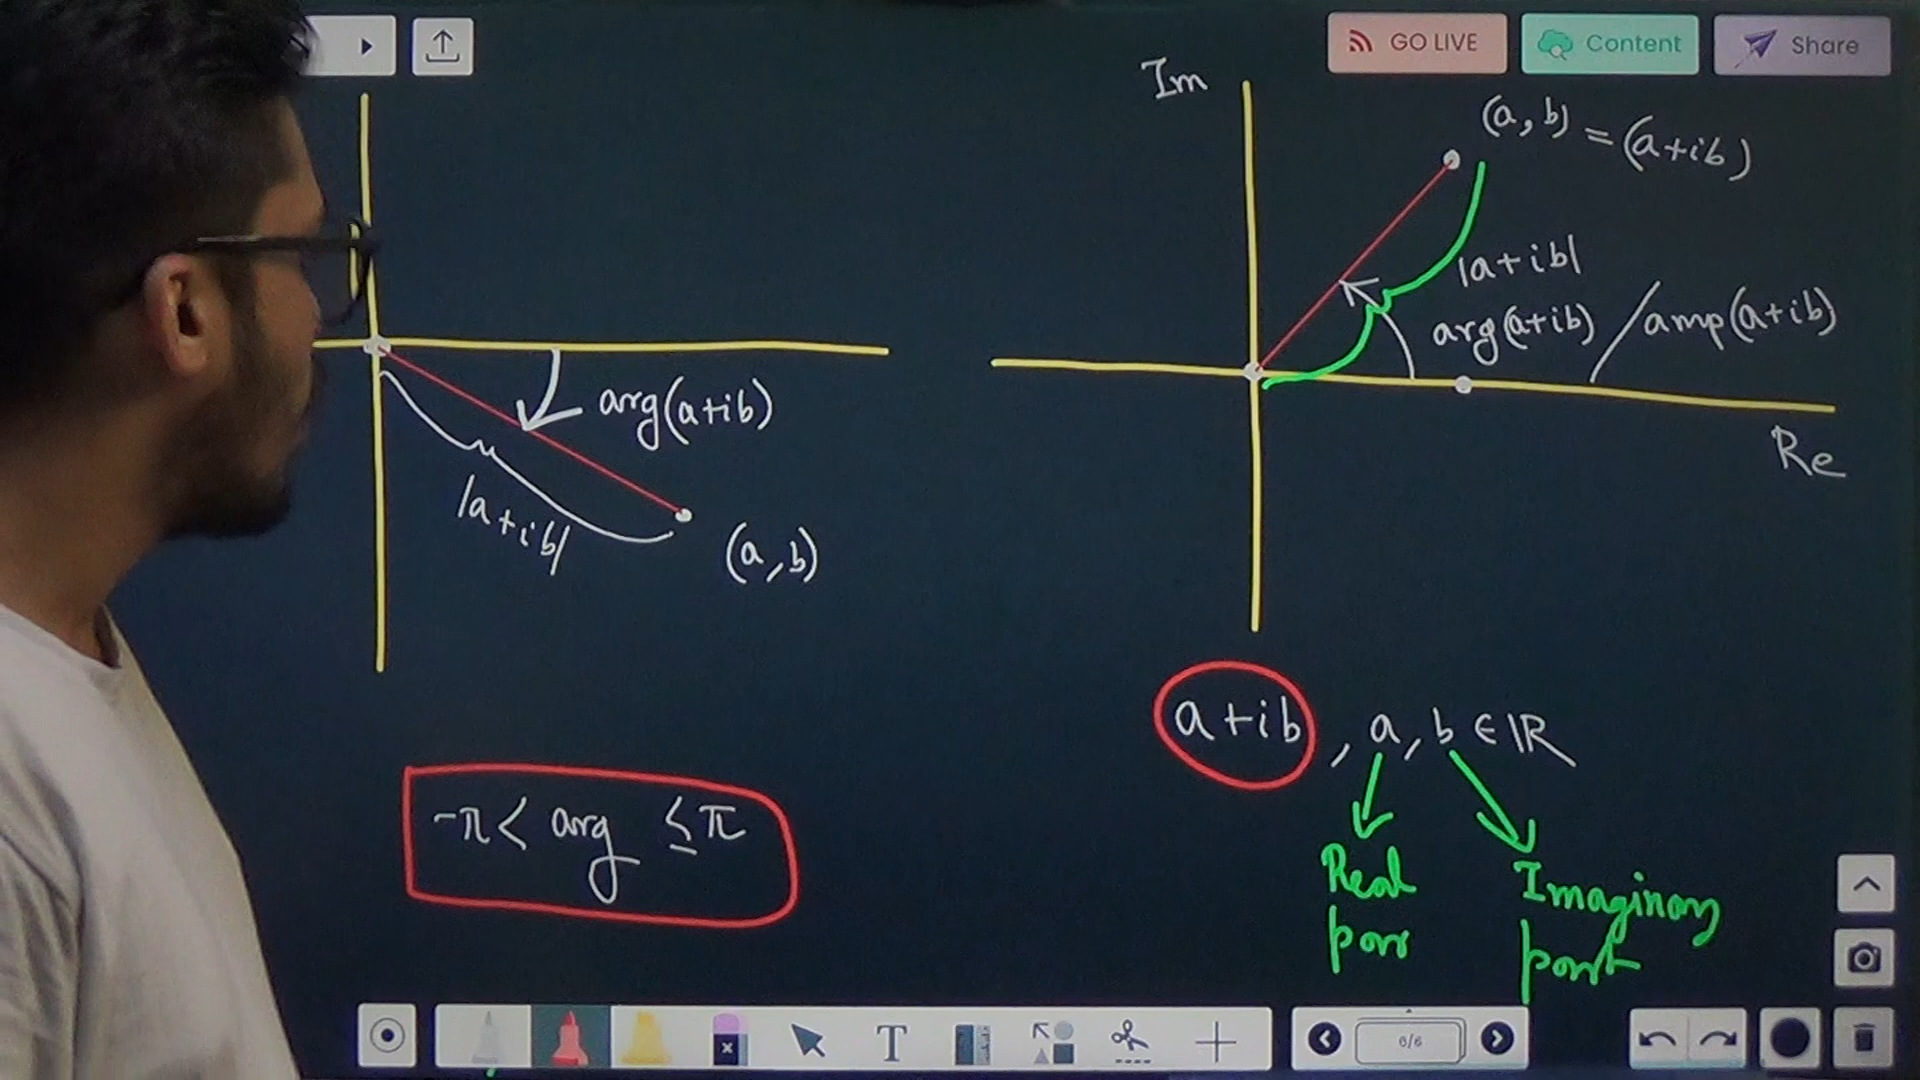 GO LIVE
Content
Share
Im
(a, b) = (a+ib)
|a+ib|
arg(a+ib) / amp(a+ib)
Re
arg(a+ib)
|a+ib|
(a, b)
a+ib , a, b ∈ ℝ
Real
Imaginary
part
-π < arg ≤ π
T
6/6